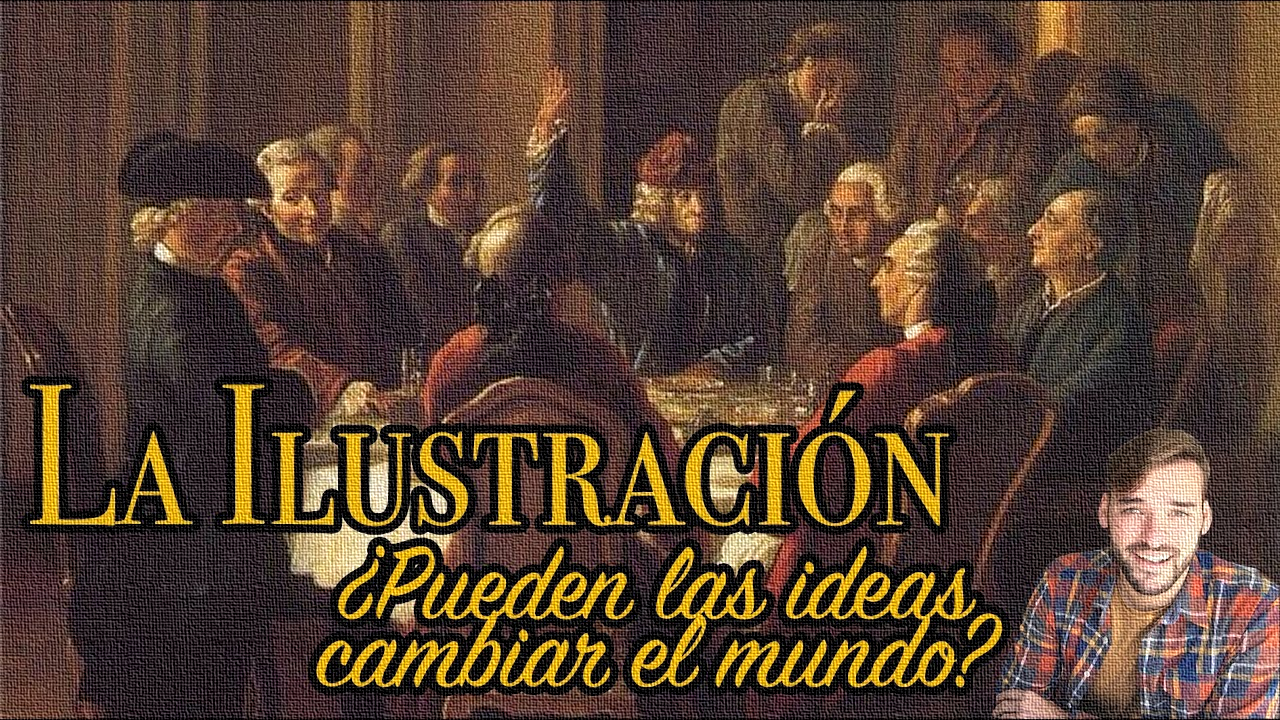 La Ilustración
¿Pueden las ideas
cambiar el mundo?